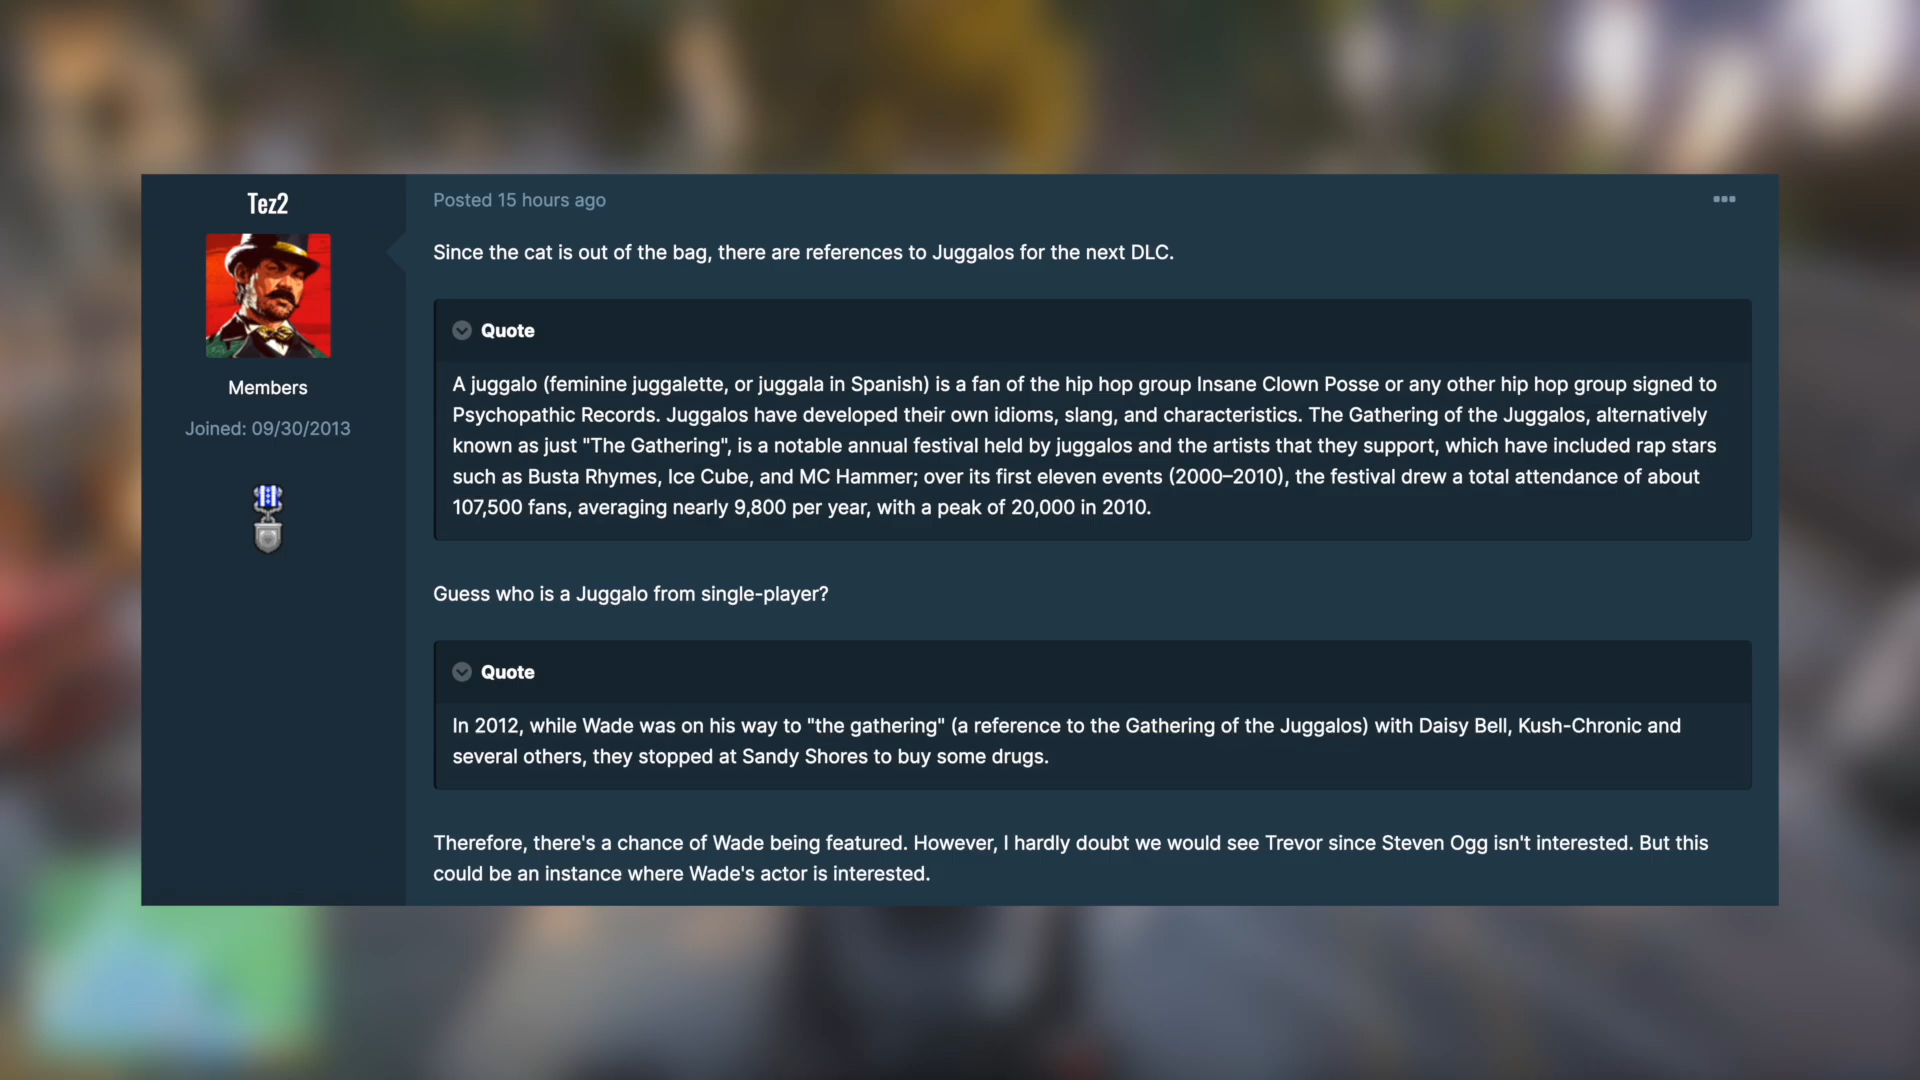 Tez2
Members
Joined: 09/30/2013
Posted 15 hours ago
Since the cat is out of the bag, there are references to Juggalos for the next DLC.
Quote
A juggalo (feminine juggalette, or juggala in Spanish) is a fan of the hip hop group Insane Clown Posse or any other hip hop group signed to
Psychopathic Records. Juggalos have developed their own idioms, slang, and characteristics. The Gathering of the Juggalos, alternatively
known as just "The Gathering", is a notable annual festival held by juggalos and the artists that they support, which have included rap stars
such as Busta Rhymes, Ice Cube, and MC Hammer; over its first eleven events (2000–2010), the festival drew a total attendance of about
107,500 fans, averaging nearly 9,800 per year, with a peak of 20,000 in 2010.
Guess who is a Juggalo from single-player?
Quote
In 2012, while Wade was on his way to "the gathering" (a reference to the Gathering of the Juggalos) with Daisy Bell, Kush-Chronic and
several others, they stopped at Sandy Shores to buy some drugs.
Therefore, there's a chance of Wade being featured. However, I hardly doubt we would see Trevor since Steven Ogg isn't interested. But this
could be an instance where Wade's actor is interested.